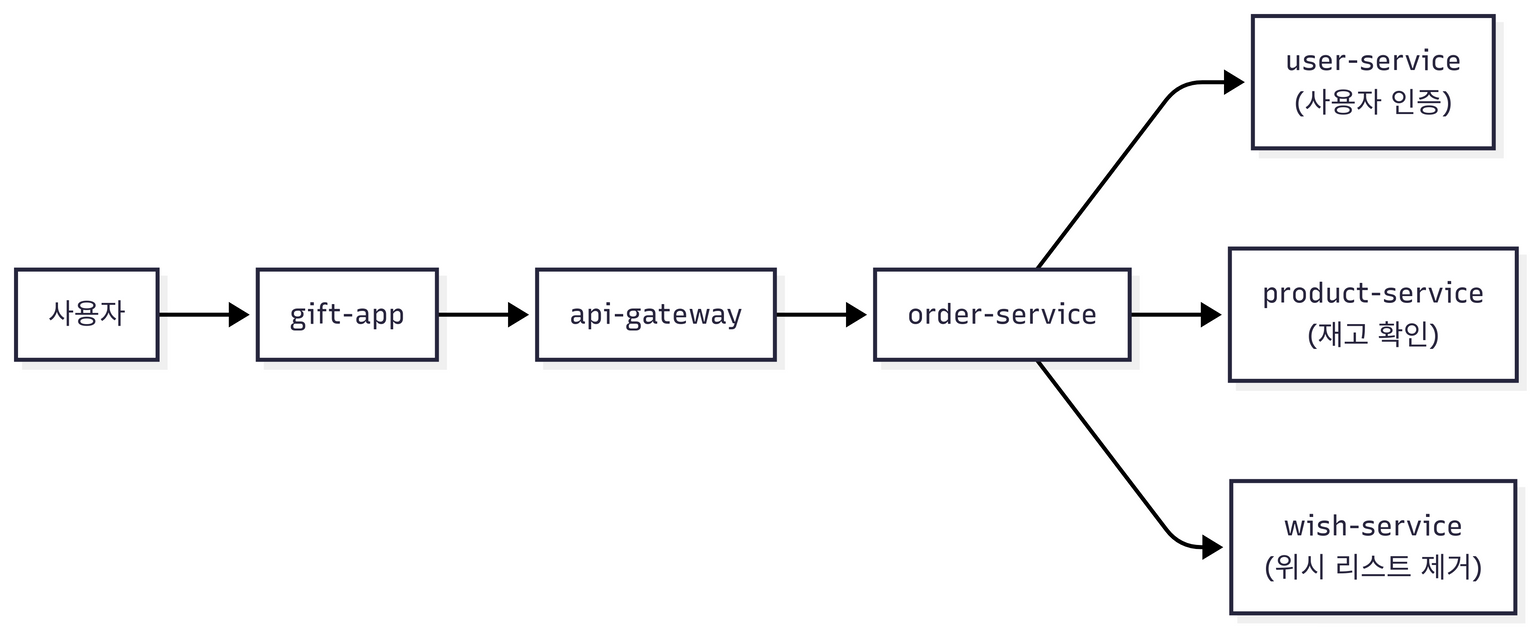 사용자
gift-app
api-gateway
order-service
user-service
(사용자 인증)
product-service
(재고 확인)
wish-service
(위시 리스트 제거)